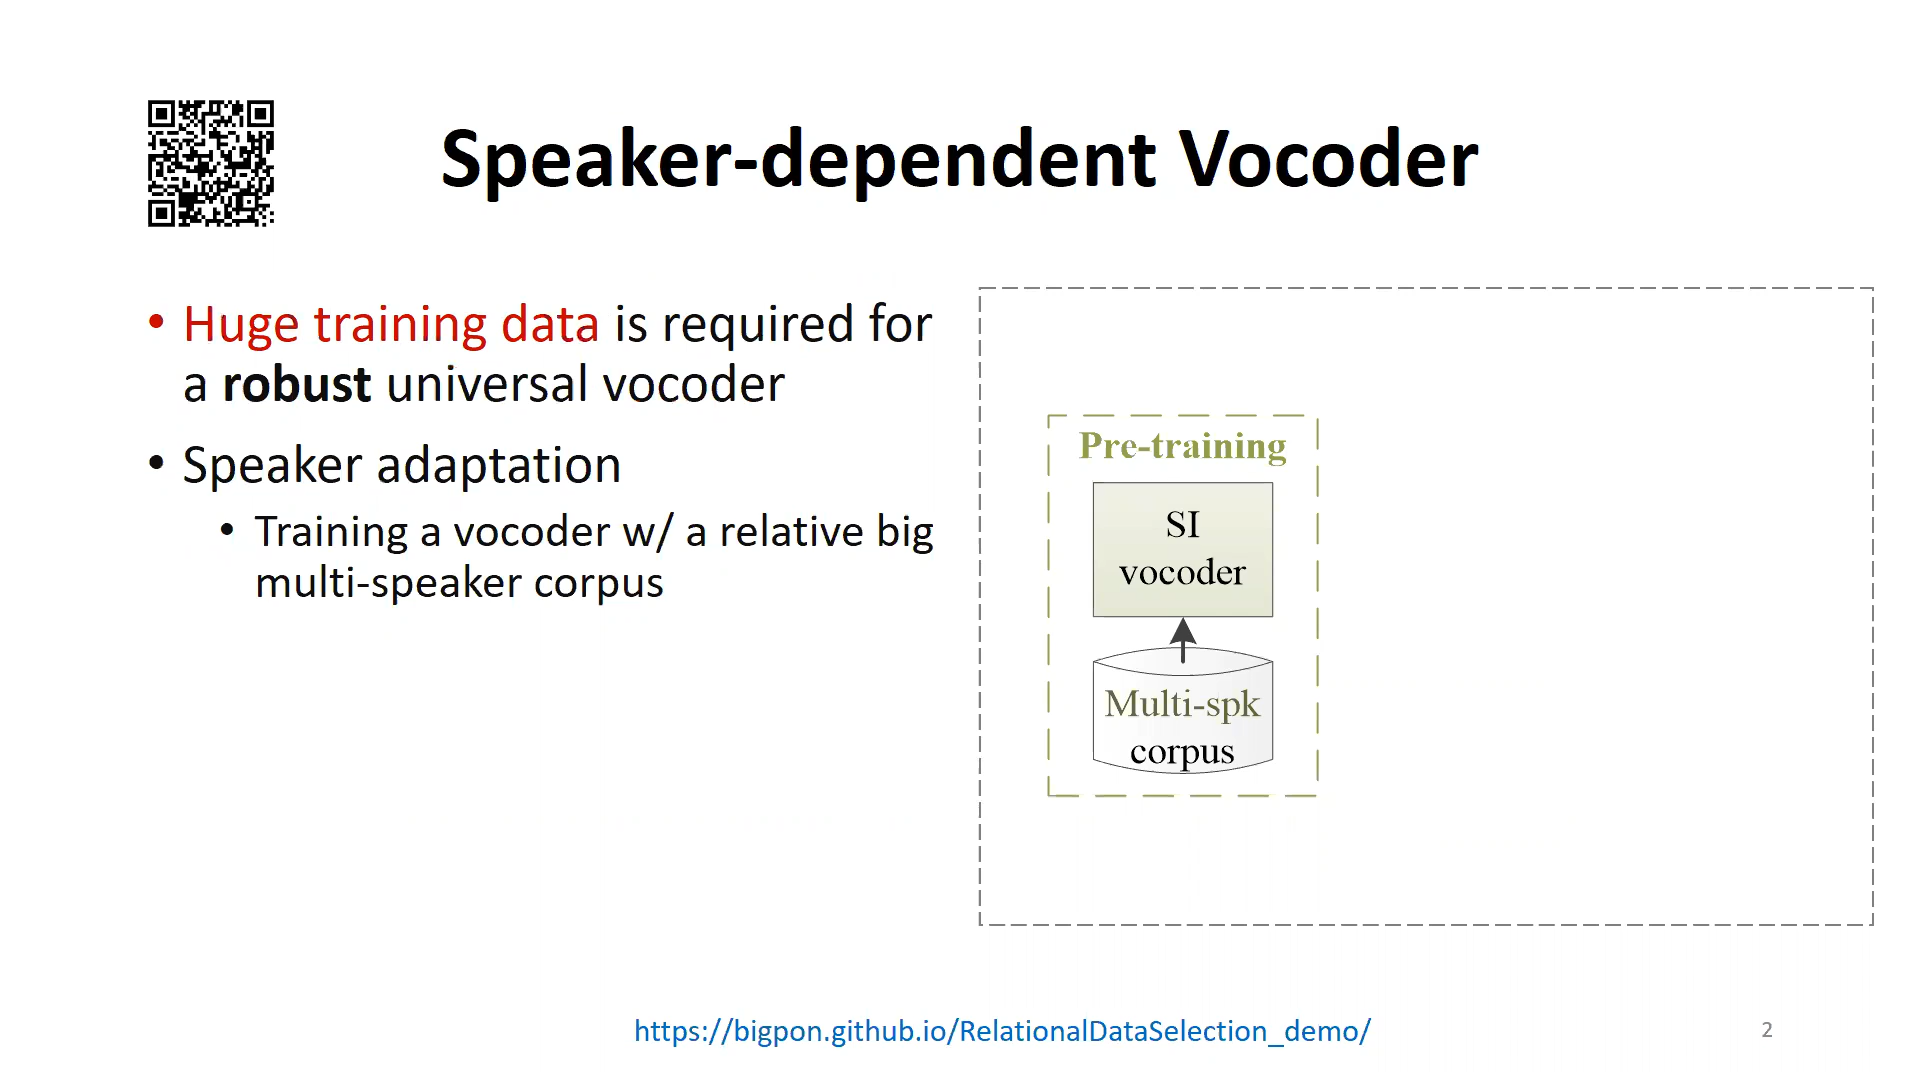 Speaker-dependent Vocoder
• Huge training data is required for
a robust universal vocoder
• Speaker adaptation
• Training a vocoder w/ a relative big
multi-speaker corpus
Pre-training
SI
vocoder
Multi-spk
corpus
https://bigpon.github.io/RelationalDataSelection_demo/
2